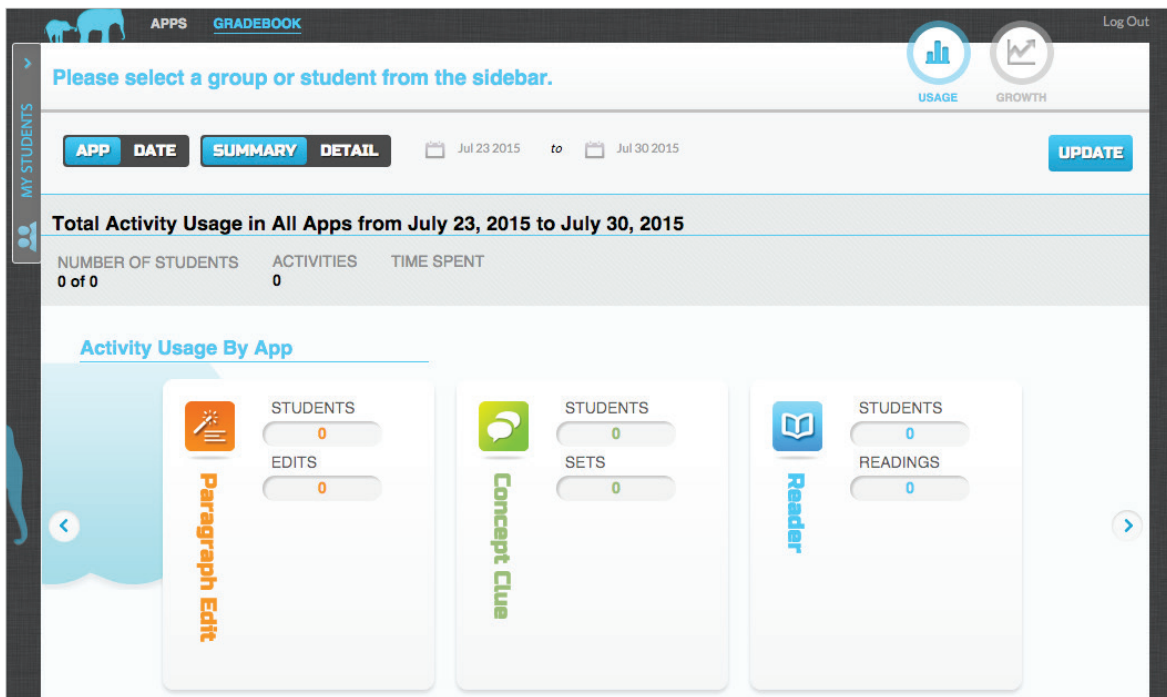 APPS GRADEBOOK
Log Out
Please select a group or student from the sidebar.
USAGE GROWTH
MY STUDENTS
APP DATE SUMMARY DETAIL Jul 23 2015 to Jul 30 2015 UPDATE
Total Activity Usage in All Apps from July 23, 2015 to July 30, 2015
NUMBER OF STUDENTS ACTIVITIES TIME SPENT
0 of 0 0
Activity Usage By App
Paragraph Edit
STUDENTS
0
EDITS
0
Concept Clue
STUDENTS
0
SETS
0
Reader
STUDENTS
0
READINGS
0